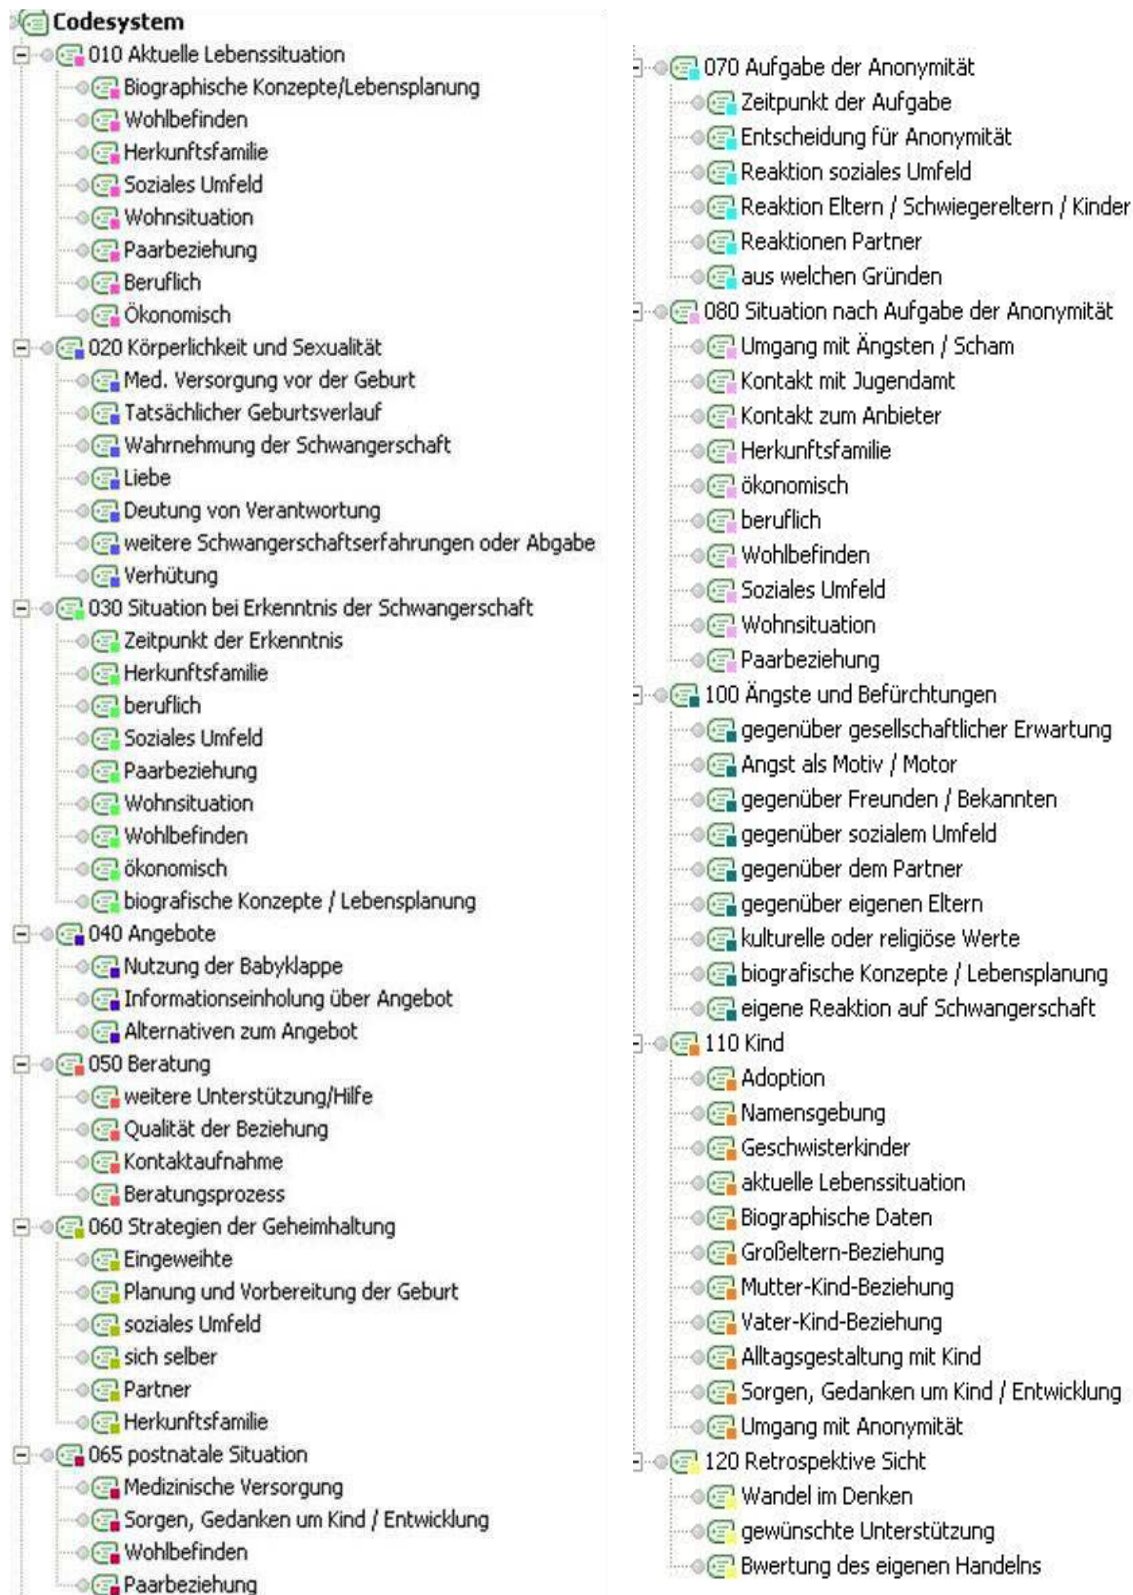 Codesystem
010 Aktuelle Lebenssituation
Biographische Konzepte/Lebensplanung
Wohlbefinden
Herkunftsfamilie
Soziales Umfeld
Wohnsituation
Paarbeziehung
Beruflich
Ökonomisch
020 Körperlichkeit und Sexualität
Med. Versorgung vor der Geburt
Tatsächlicher Geburtsverlauf
Wahrnehmung der Schwangerschaft
Liebe
Deutung von Verantwortung
weitere Schwangerschaftserfahrungen oder Abgabe
Verhütung
030 Situation bei Erkenntnis der Schwangerschaft
Zeitpunkt der Erkenntnis
Herkunftsfamilie
beruflich
Soziales Umfeld
Paarbeziehung
Wohnsituation
Wohlbefinden
ökonomisch
biografische Konzepte / Lebensplanung
040 Angebote
Nutzung der Babyklappe
Informationseinholung über Angebot
Alternativen zum Angebot
050 Beratung
weitere Unterstützung/Hilfe
Qualität der Beziehung
Kontaktaufnahme
Beratungsprozess
060 Strategien der Geheimhaltung
Eingeweihte
Planung und Vorbereitung der Geburt
soziales Umfeld
sich selber
Partner
Herkunftsfamilie
065 postnatale Situation
Medizinische Versorgung
Sorgen, Gedanken um Kind / Entwicklung
Wohlbefinden
Paarbeziehung
070 Aufgabe der Anonymität
Zeitpunkt der Aufgabe
Entscheidung für Anonymität
Reaktion soziales Umfeld
Reaktion Eltern / Schwiegereltern / Kinder
Reaktionen Partner
aus welchen Gründen
080 Situation nach Aufgabe der Anonymität
Umgang mit Ängsten / Scham
Kontakt mit Jugendamt
Kontakt zum Anbieter
Herkunftsfamilie
ökonomisch
beruflich
Wohlbefinden
Soziales Umfeld
Wohnsituation
Paarbeziehung
100 Ängste und Befürchtungen
gegenüber gesellschaftlicher Erwartung
Angst als Motiv / Motor
gegenüber Freunden / Bekannten
gegenüber sozialem Umfeld
gegenüber dem Partner
gegenüber eigenen Eltern
kulturelle oder religiöse Werte
biografische Konzepte / Lebensplanung
eigene Reaktion auf Schwangerschaft
110 Kind
Adoption
Namensgebung
Geschwisterkinder
aktuelle Lebenssituation
Biographische Daten
Großeltern-Beziehung
Mutter-Kind-Beziehung
Vater-Kind-Beziehung
Alltagsgestaltung mit Kind
Sorgen, Gedanken um Kind / Entwicklung
Umgang mit Anonymität
120 Retrospektive Sicht
Wandel im Denken
gewünschte Unterstützung
Bwertung des eigenen Handelns